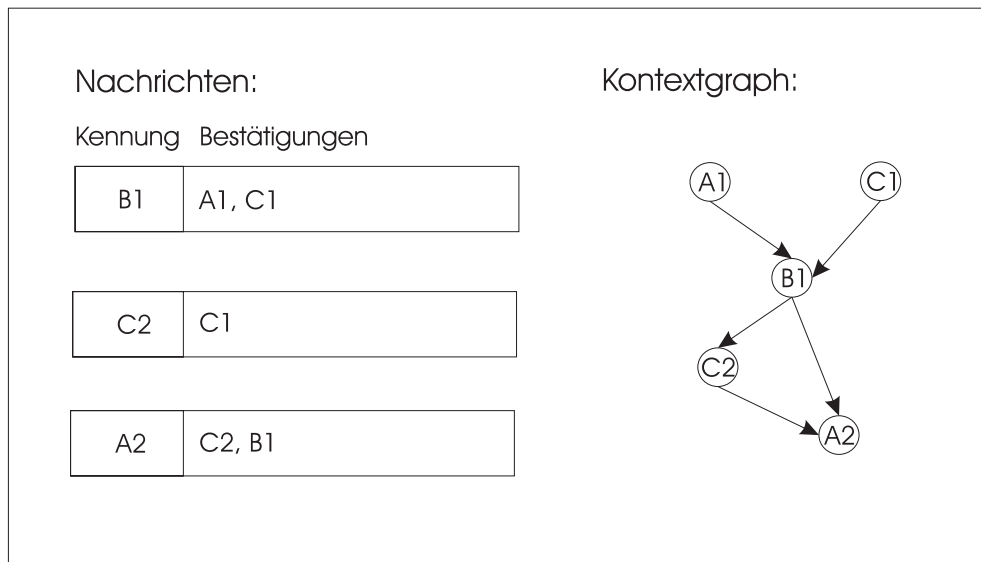 Nachrichten:
Kennung Bestätigungen
B1 A1, C1
C2 C1
A2 C2, B1
Kontextgraph:
A1 C1
B1
C2
A2